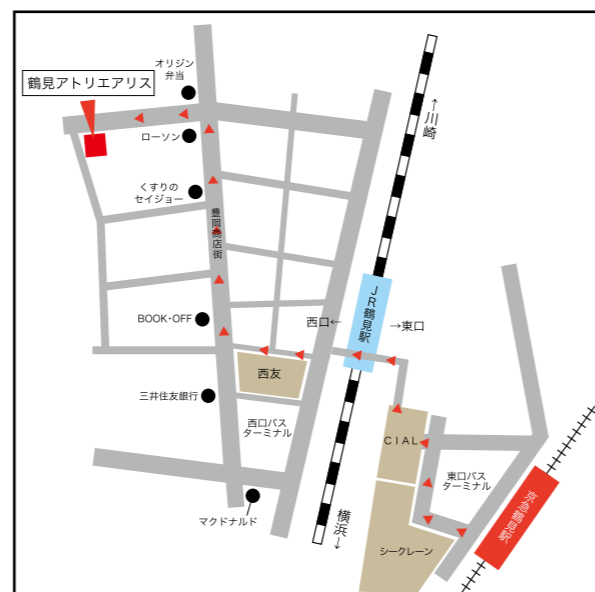 オリジン
弁当
鶴見アトリエアリス
ローソン
くすりの
セイジョー
豊岡商店街
BOOK・OFF
三井住友銀行
マクドナルド
西友
西口バス
ターミナル
西口←
→東口
JR鶴見駅
←川崎
横浜→
CIAL
東口バス
ターミナル
シークレーン
京急鶴見駅